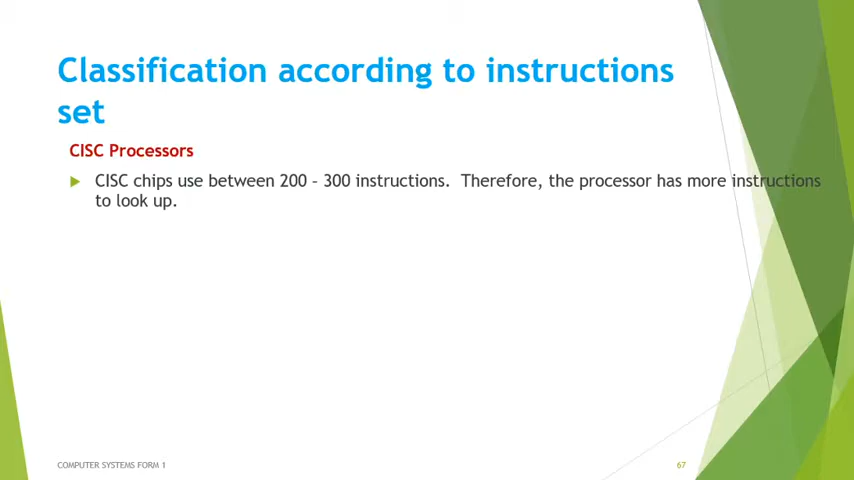 Classification according to instructions
set
CISC Processors
CISC chips use between 200 – 300 instructions.  Therefore, the processor has more instructions
to look up.
COMPUTER SYSTEMS FORM 1
67